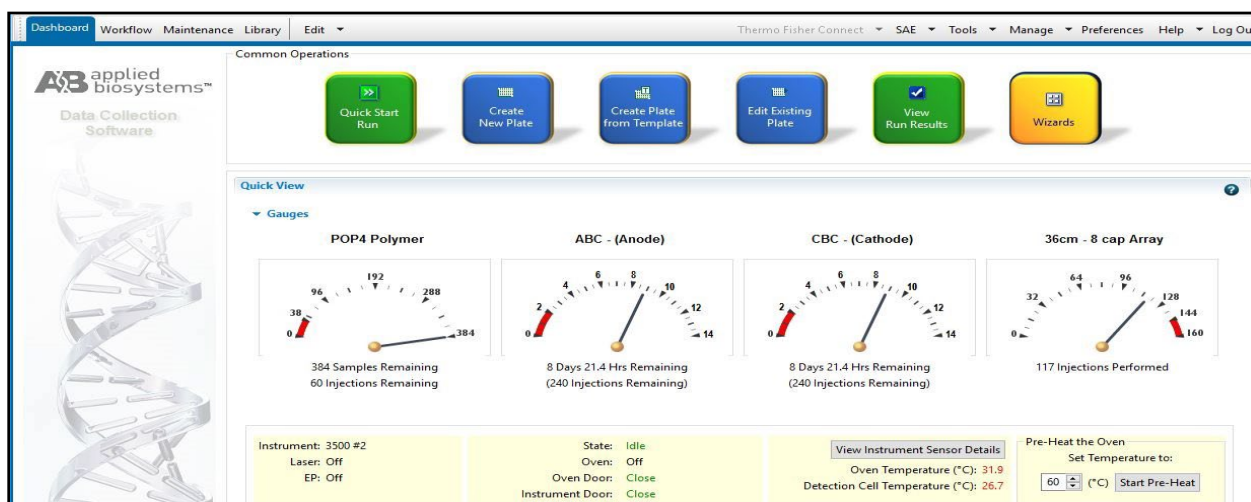 Dashboard Workflow Maintenance Library Edit Thermo Fisher Connect SAE Tools Manage Preferences Help Log Ou
applied
biosystems™
AB
Data Collection
Software
Common Operations
Quick Start
Run
Create
New Plate
Create Plate
from Template
Edit Existing
Plate
View
Run Results
Wizards
Quick View
Gauges
POP4 Polymer
0 38 96 192 288 384
384 Samples Remaining
60 Injections Remaining
ABC - (Anode)
0 2 4 6 8 10 12 14
8 Days 21.4 Hrs Remaining
(240 Injections Remaining)
CBC - (Cathode)
0 2 4 6 8 10 12 14
8 Days 21.4 Hrs Remaining
(240 Injections Remaining)
36cm - 8 cap Array
0 32 64 96 128 144 160
117 Injections Performed
Instrument: 3500 #2
Laser: Off
EP: Off
State: Idle
Oven: Off
Oven Door: Close
Instrument Door: Close
View Instrument Sensor Details
Oven Temperature (°C): 31.9
Detection Cell Temperature (°C): 26.7
Pre-Heat the Oven
Set Temperature to:
60 (°C) Start Pre-Heat